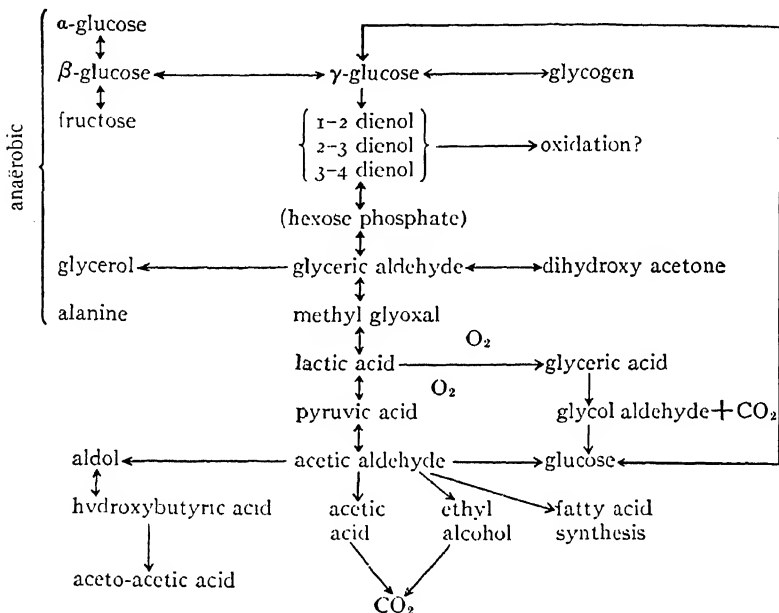 α-glucose
β-glucose γ-glucose glycogen
fructose
1-2 dienol
2-3 dienol oxidation?
3-4 dienol
anaërobic
(hexose phosphate)
glycerol glyceric aldehyde dihydroxy acetone
alanine methyl glyoxal
O₂
lactic acid glyceric acid
O₂
pyruvic acid glycol aldehyde+CO₂
aldol acetic aldehyde glucose
hydroxybutyric acid acetic ethyl fatty acid
acid alcohol synthesis
aceto-acetic acid
CO₂